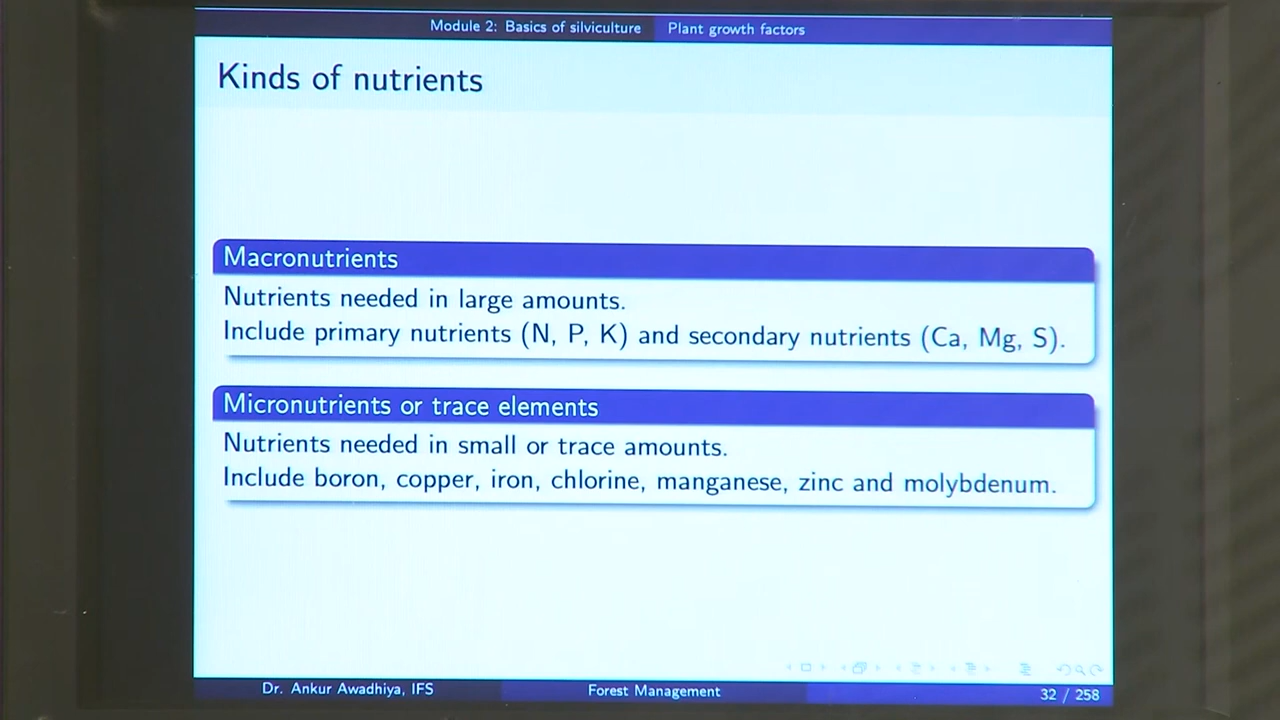 Module 2: Basics of silviculture Plant growth factors
Kinds of nutrients
Macronutrients
Nutrients needed in large amounts.
Include primary nutrients (N, P, K) and secondary nutrients (Ca, Mg, S).
Micronutrients or trace elements
Nutrients needed in small or trace amounts.
Include boron, copper, iron, chlorine, manganese, zinc and molybdenum.
Dr. Ankur Awadhiya, IFS Forest Management 32 / 258